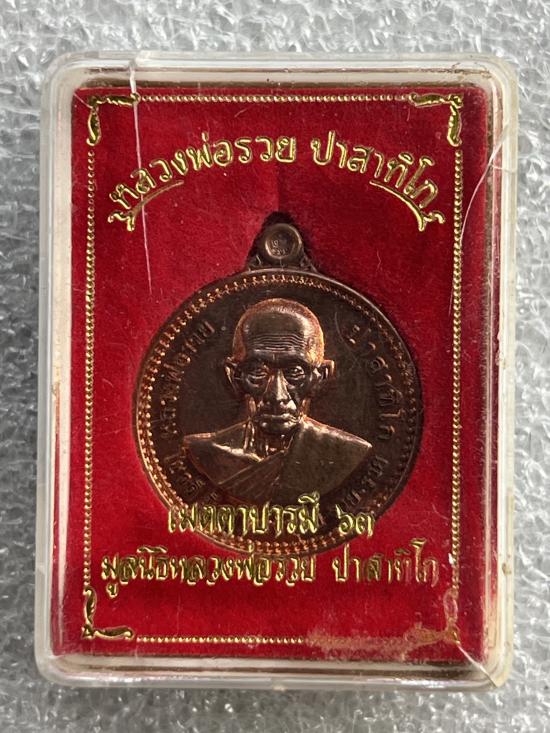 หลวงพ่อรวย ปาสาทิโก
หลวงพ่อรวย
ปาสาทิโก
เมตตาบารมี ๖๓
มูลนิธิหลวงพ่อรวย ปาสาทิโก